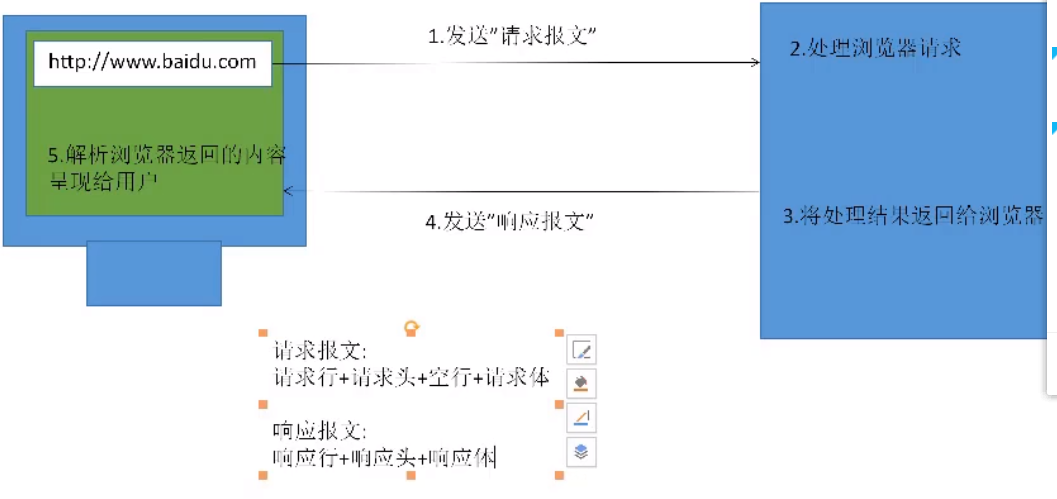 http://www.baidu.com
1.发送”请求报文”
2.处理浏览器请求
5.解析浏览器返回的内容
呈现给用户
4.发送”响应报文”
3.将处理结果返回给浏览器
请求报文:
请求行+请求头+空行+请求体
响应报文:
响应行+响应头+响应体